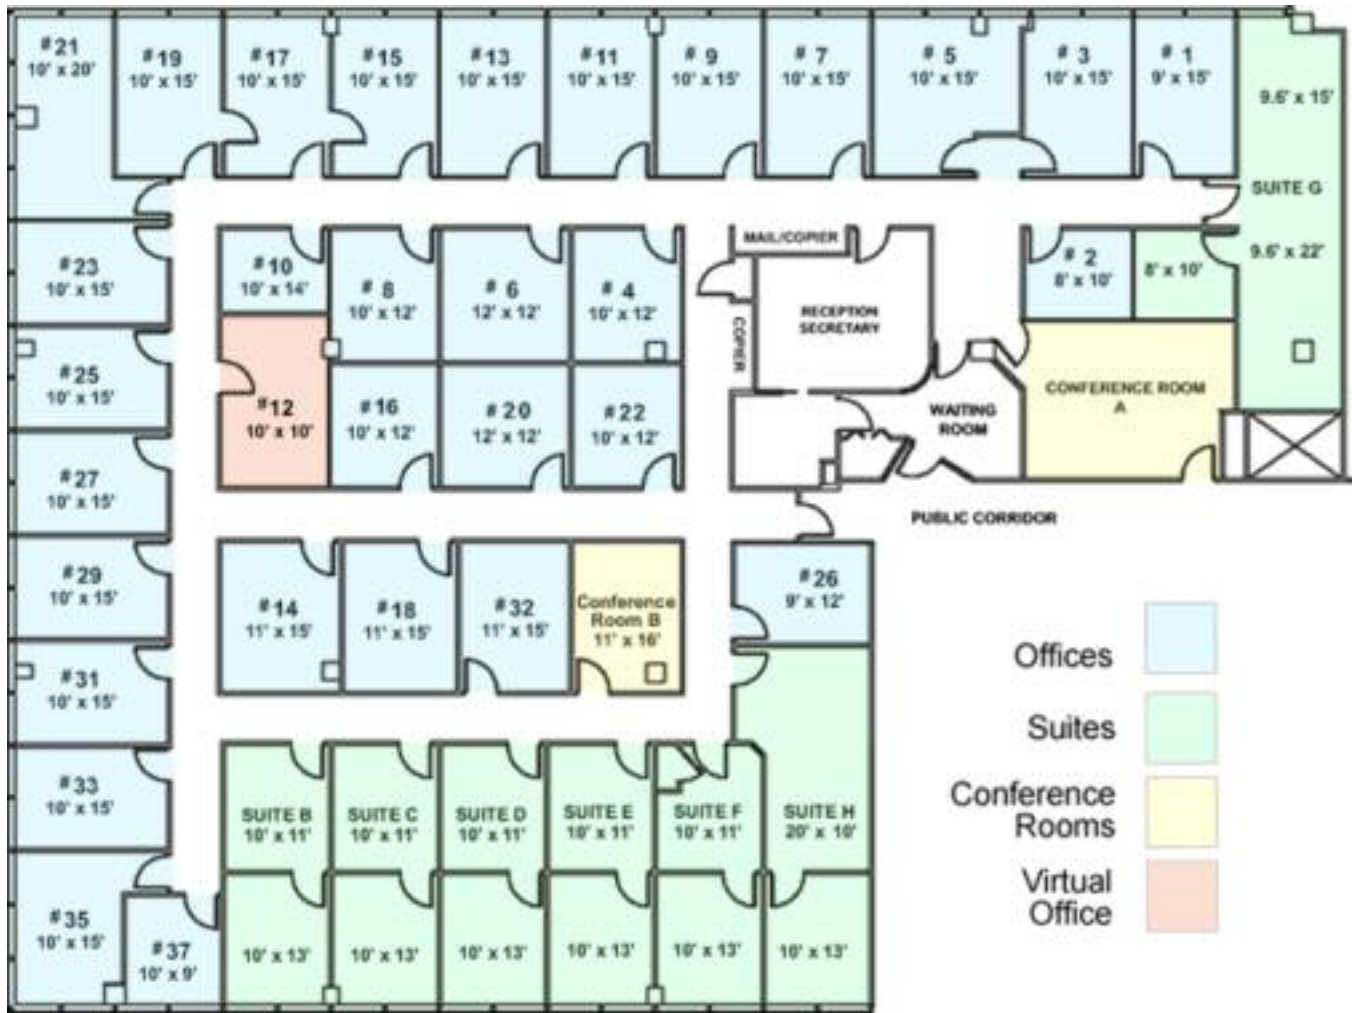 #21
10' x 20'
#19
10' x 15'
#17
10' x 15'
#15
10' x 15'
#13
10' x 15'
#11
10' x 15'
# 9
10' x 15'
# 7
10' x 15'
# 5
10' x 15'
# 3
10' x 15'
# 1
9' x 15'
9.6' x 15'
SUITE G
9.6' x 22'
#23
10' x 15'
#10
10' x 14'
# 8
10' x 12'
# 6
12' x 12'
# 4
10' x 12'
MAIL/COPIER
RECEPTION
SECRETARY
COPIER
# 2
8' x 10'
8' x 10'
#25
10' x 15'
#12
10' x 10'
#16
10' x 12'
#20
12' x 12'
#22
10' x 12'
WAITING
ROOM
CONFERENCE ROOM
A
#27
10' x 15'
PUBLIC CORRIDOR
#29
10' x 15'
#14
11' x 15'
#18
11' x 15'
#32
11' x 15'
Conference
Room B
11' x 16'
#26
9' x 12'
#31
10' x 15'
#33
10' x 15'
SUITE B
10' x 11'
SUITE C
10' x 11'
SUITE D
10' x 11'
SUITE E
10' x 11'
SUITE F
10' x 11'
SUITE H
20' x 10'
#35
10' x 15'
#37
10' x 9'
10' x 13'
10' x 13'
10' x 13'
10' x 13'
10' x 13'
10' x 13'
Offices
Suites
Conference
Rooms
Virtual
Office